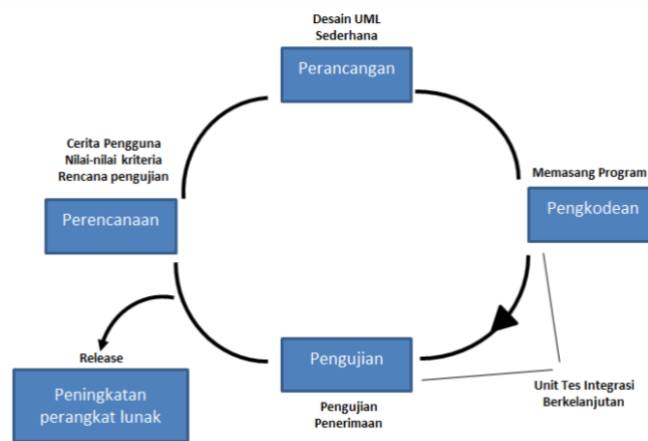 Desain UML
Sederhana
Perancangan
Cerita Pengguna
Nilai-nilai kriteria
Rencana pengujian
Perencanaan
Memasang Program
Pengkodean
Release
Peningkatan
perangkat lunak
Pengujian
Pengujian
Penerimaan
Unit Tes Integrasi
Berkelanjutan